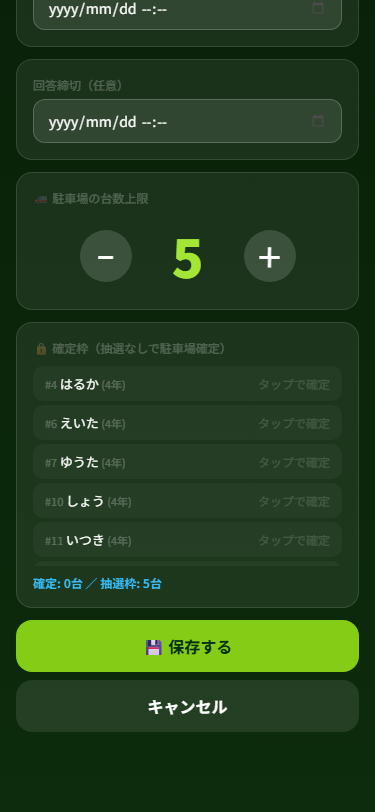 yyyy/mm/dd --:--
回答締切（任意）
yyyy/mm/dd --:--
駐車場の台数上限
− 5 +
確定枠（抽選なしで駐車場確定）
#4 はるか (4年) タップで確定
#6 えいた (4年) タップで確定
#7 ゆうた (4年) タップで確定
#10 しょう (4年) タップで確定
#11 いつき (4年) タップで確定
確定: 0台 ／ 抽選枠: 5台
保存する
キャンセル